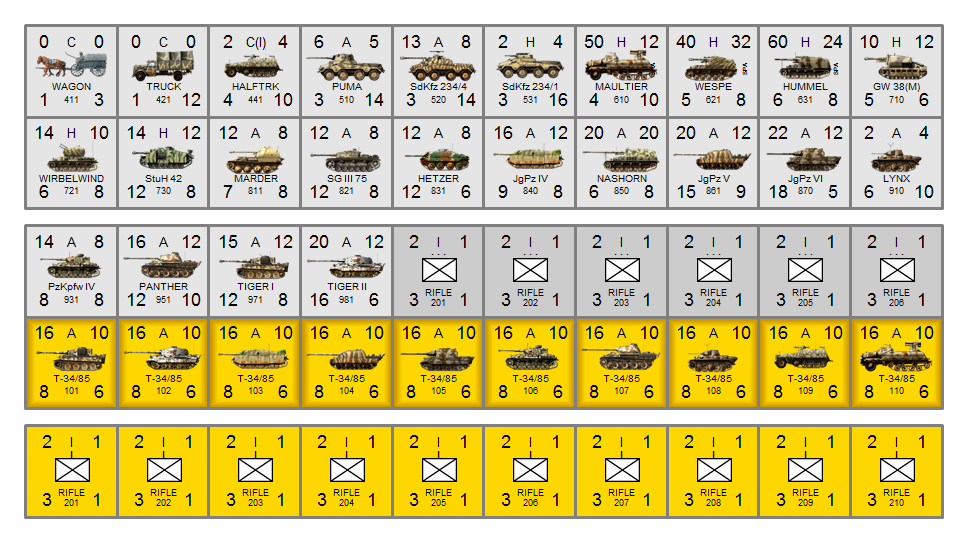 0 C 0 0 C 0 2 C(I) 4 6 A 5 13 A 8 2 H 4 50 H 12 40 H 32 60 H 24 10 H 12
SPA SPA
WAGON TRUCK HALFTRK PUMA SdKfz 234/4 SdKfz 234/1 MAULTIER WESPE HUMMEL GW 38(M)
1 411 3 1 421 12 4 441 10 3 510 14 3 520 14 3 531 16 4 610 10 5 621 8 6 631 8 5 710 6
14 H 10 14 H 12 12 A 8 12 A 8 12 A 8 16 A 12 20 A 20 20 A 12 22 A 12 2 A 4
WIRBELWIND StuH 42 MARDER SG III 75 HETZER JgPz IV NASHORN JgPz V JgPz VI LYNX
6 721 8 12 730 8 7 811 8 12 821 8 12 831 6 9 840 8 4 850 8 15 861 9 18 870 5 6 910 10
14 A 8 16 A 12 15 A 12 20 A 12 2 I 1 2 I 1 2 I 1 2 I 1 2 I 1 2 I 1
... ... ... ... ... ...
PzKpfw IV PANTHER TIGER I TIGER II RIFLE RIFLE RIFLE RIFLE RIFLE RIFLE
8 931 8 12 951 10 12 971 8 16 981 6 3 201 1 3 202 1 3 203 1 3 204 1 3 205 1 3 206 1
16 A 10 16 A 10 16 A 10 16 A 10 16 A 10 16 A 10 16 A 10 16 A 10 16 A 10 16 A 10
T-34/85 T-34/85 T-34/85 T-34/85 T-34/85 T-34/85 T-34/85 T-34/85 T-34/85 T-34/85
8 101 6 8 102 6 8 103 6 8 104 6 8 105 6 8 106 6 8 107 6 8 108 6 8 109 6 8 110 6
2 I 1 2 I 1 2 I 1 2 I 1 2 I 1 2 I 1 2 I 1 2 I 1 2 I 1 2 I 1
RIFLE RIFLE RIFLE RIFLE RIFLE RIFLE RIFLE RIFLE RIFLE RIFLE
3 201 1 3 202 1 3 203 1 3 204 1 3 205 1 3 206 1 3 207 1 3 208 1 3 209 1 3 210 1